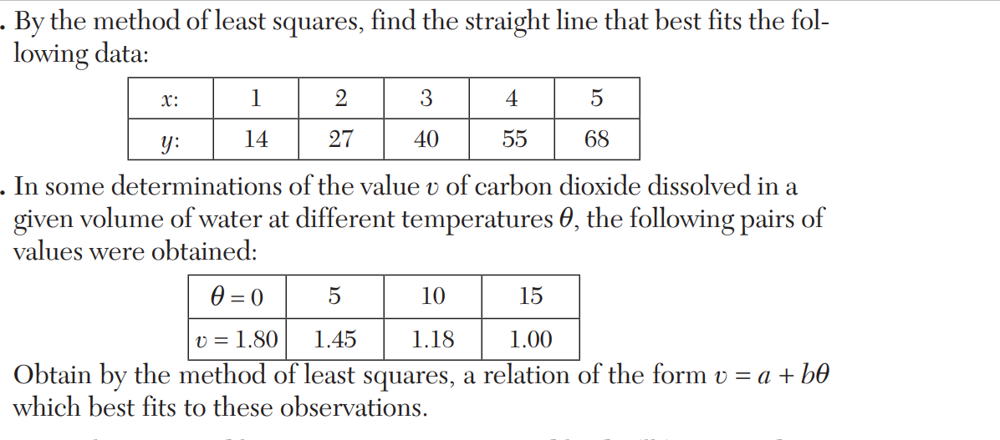 . By the method of least squares, find the straight line that best fits the fol-
lowing data:
x: 1 2 3 4 5
y: 14 27 40 55 68
. In some determinations of the value v of carbon dioxide dissolved in a
given volume of water at different temperatures θ, the following pairs of
values were obtained:
θ = 0 5 10 15
v = 1.80 1.45 1.18 1.00
Obtain by the method of least squares, a relation of the form v = a + bθ
which best fits to these observations.